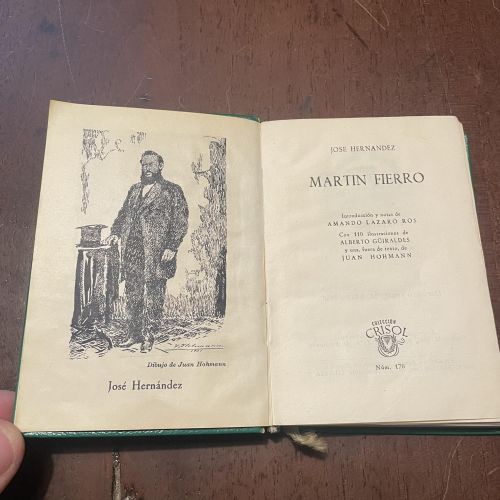 Dibujo de Juan Hohmann
José Hernández
JOSE HERNANDEZ
MARTIN FIERRO
Introducción y notas de
AMANDO LAZARO ROS
Con 110 ilustraciones de
ALBERTO GÜIRALDES
y una, fuera de texto, de
JUAN HOHMANN
COLECCIÓN
CRISOL
Núm. 176